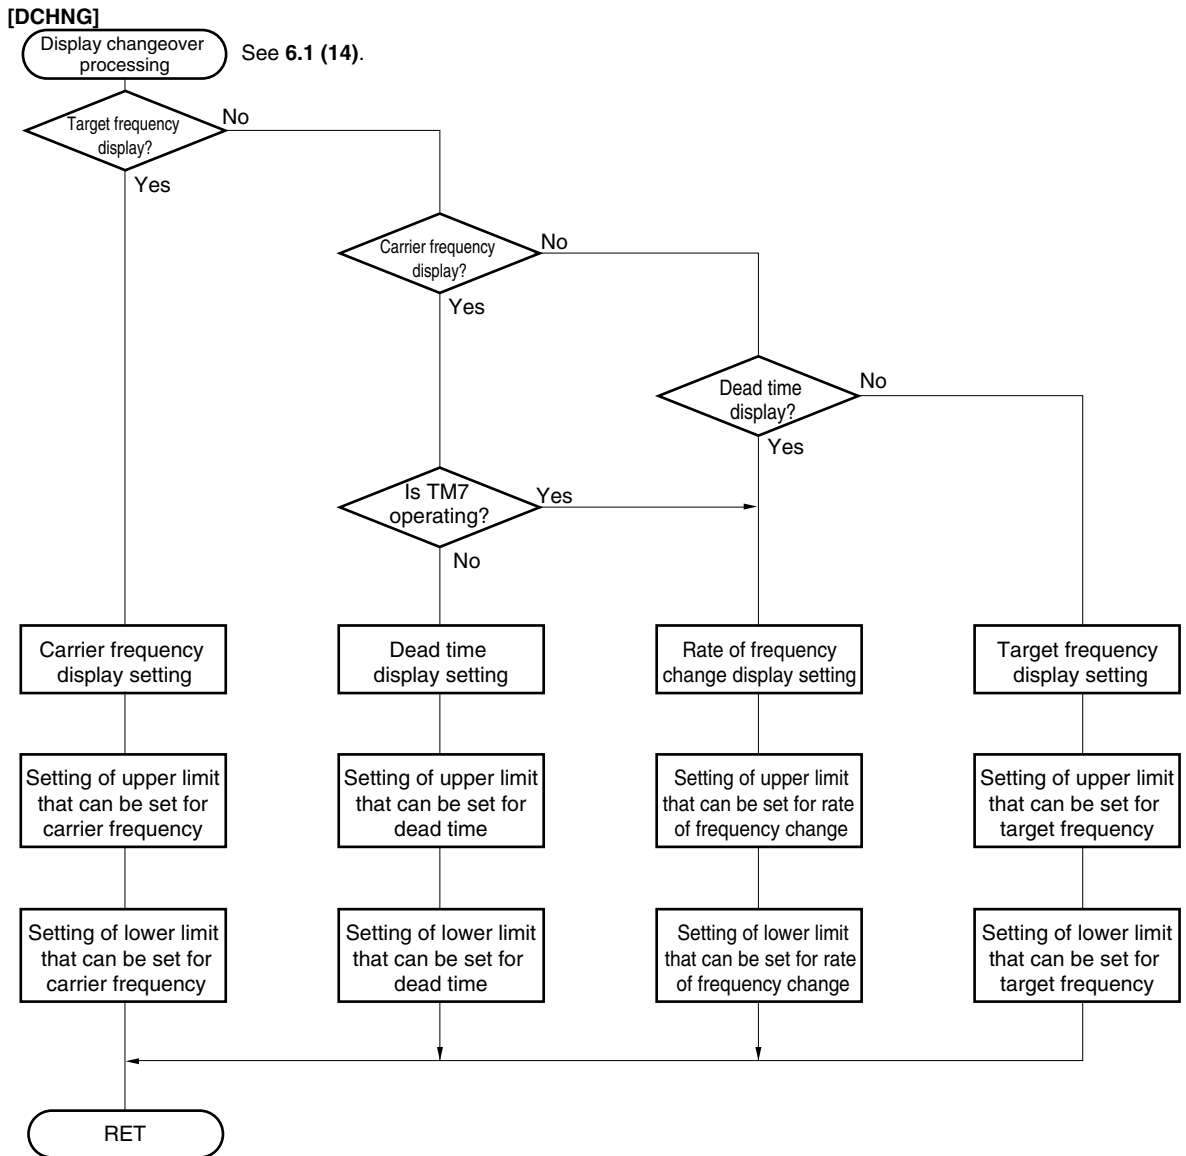 [DCHNG]
Display changeover
processing
See 6.1 (14).
Target frequency
display?
No
Yes
Carrier frequency
display?
No
Yes
Dead time
display?
No
Yes
Is TM7
operating?
Yes
No
Carrier frequency
display setting
Dead time
display setting
Rate of frequency
change display setting
Target frequency
display setting
Setting of upper limit
that can be set for
carrier frequency
Setting of upper limit
that can be set for
dead time
Setting of upper limit
that can be set for rate
of frequency change
Setting of upper limit
that can be set for
target frequency
Setting of lower limit
that can be set for
carrier frequency
Setting of lower limit
that can be set for
dead time
Setting of lower limit
that can be set for rate
of frequency change
Setting of lower limit
that can be set for
target frequency
RET